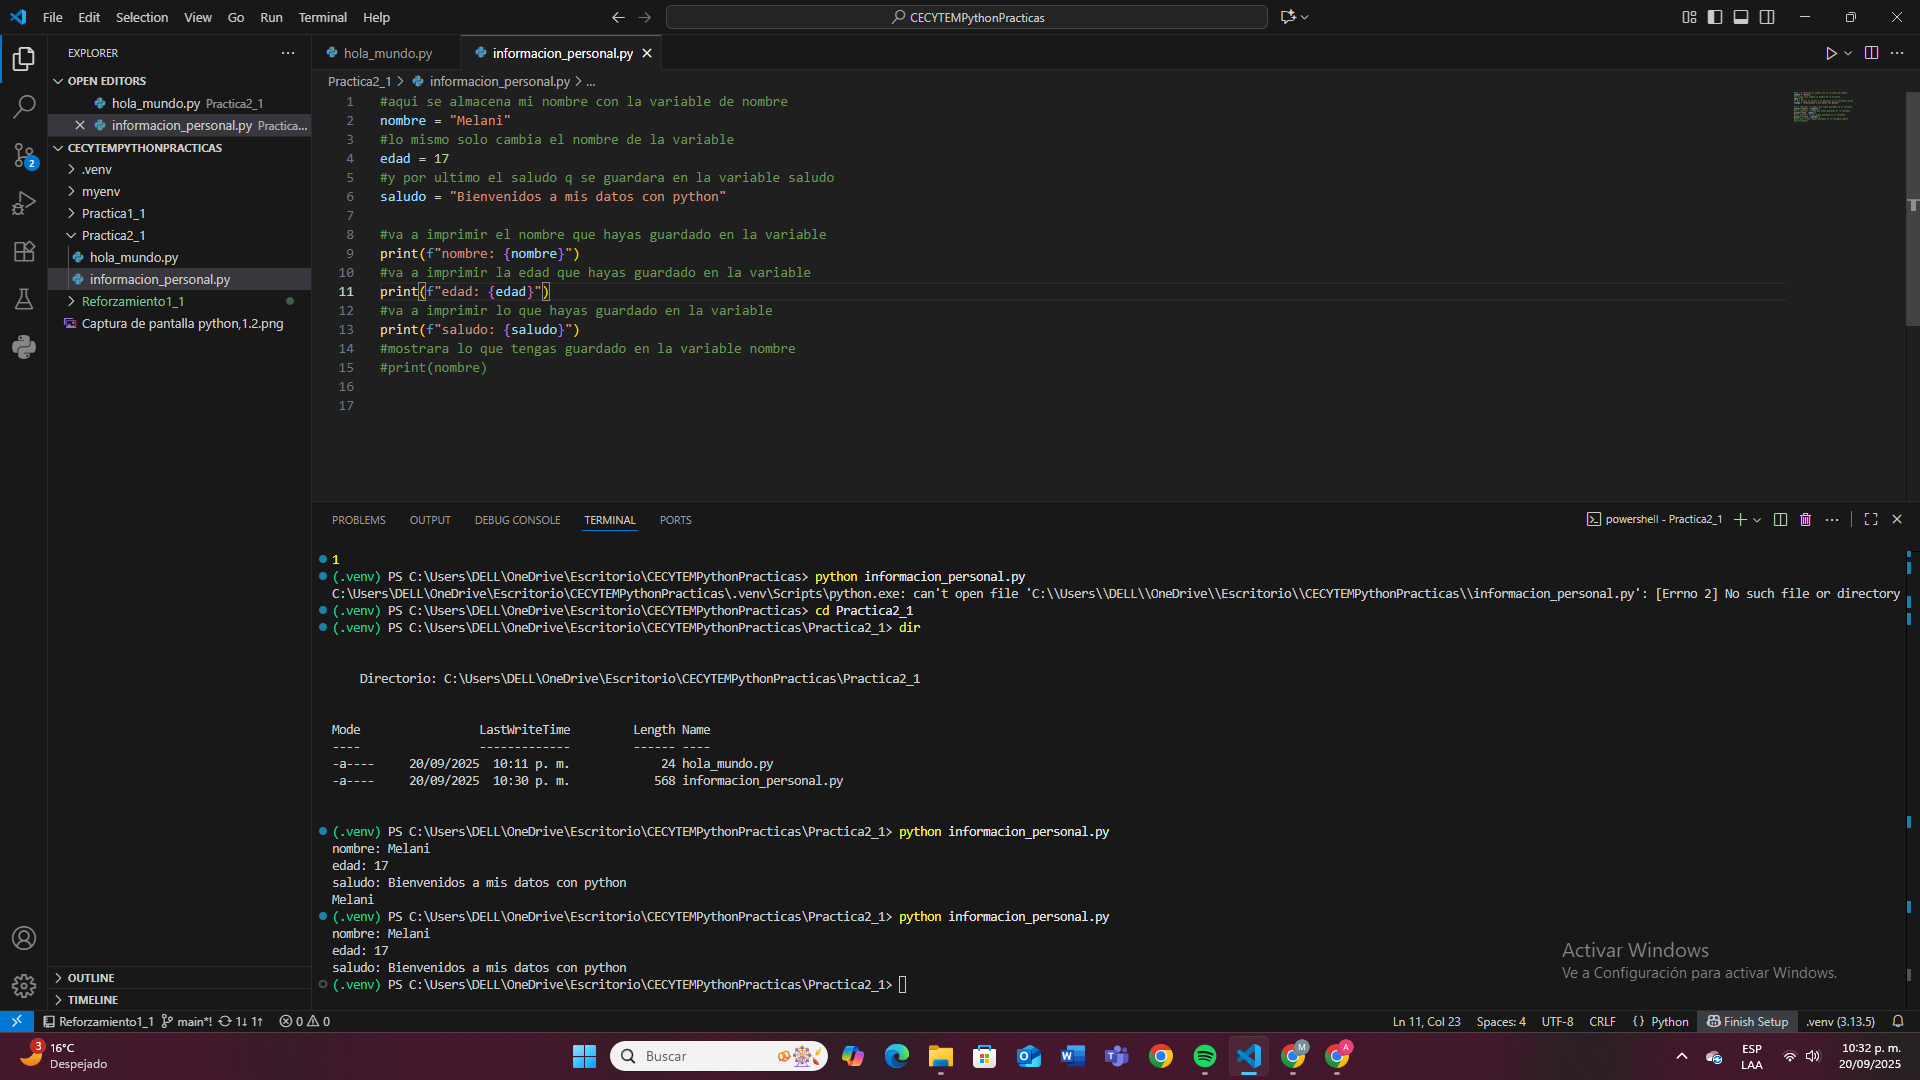 File Edit Selection View Go Run Terminal Help
CECYTEMPythonPracticas
EXPLORER
OPEN EDITORS
hola_mundo.py Practica2_1
informacion_personal.py Practica...
CECYTEMPYTHONPRACTICAS
.venv
myenv
Practica1_1
Practica2_1
hola_mundo.py
informacion_personal.py
Reforzamiento1_1
Captura de pantalla python,1.2.png
OUTLINE
TIMELINE
2
hola_mundo.py
informacion_personal.py
Practica2_1 > informacion_personal.py > ...
1 #aqui se almacena mi nombre con la variable de nombre
2 nombre = "Melani"
3 #lo mismo solo cambia el nombre de la variable
4 edad = 17
5 #y por ultimo el saludo q se guardara en la variable saludo
6 saludo = "Bienvenidos a mis datos con python"
7
8 #va a imprimir el nombre que hayas guardado en la variable
9 print(f"nombre: {nombre}")
10 #va a imprimir la edad que hayas guardado en la variable
11 print(f"edad: {edad}")
12 #va a imprimir lo que hayas guardado en la variable
13 print(f"saludo: {saludo}")
14 #mostrara lo que tengas guardado en la variable nombre
15 #print(nombre)
16
17
PROBLEMS OUTPUT DEBUG CONSOLE TERMINAL PORTS
powershell - Practica2_1
1
(.venv) PS C:\Users\DELL\OneDrive\Escritorio\CECYTEMPythonPracticas> python informacion_personal.py
C:\Users\DELL\OneDrive\Escritorio\CECYTEMPythonPracticas\.venv\Scripts\python.exe: can't open file 'C:\\Users\\DELL\\OneDrive\\Escritorio\\CECYTEMPythonPracticas\\informacion_personal.py': [Errno 2] No such file or directory
(.venv) PS C:\Users\DELL\OneDrive\Escritorio\CECYTEMPythonPracticas> cd Practica2_1
(.venv) PS C:\Users\DELL\OneDrive\Escritorio\CECYTEMPythonPracticas\Practica2_1> dir
Directorio: C:\Users\DELL\OneDrive\Escritorio\CECYTEMPythonPracticas\Practica2_1
Mode LastWriteTime Length Name
---- ------------- ------ ----
-a---- 20/09/2025 10:11 p. m. 24 hola_mundo.py
-a---- 20/09/2025 10:30 p. m. 568 informacion_personal.py
(.venv) PS C:\Users\DELL\OneDrive\Escritorio\CECYTEMPythonPracticas\Practica2_1> python informacion_personal.py
nombre: Melani
edad: 17
saludo: Bienvenidos a mis datos con python
Melani
(.venv) PS C:\Users\DELL\OneDrive\Escritorio\CECYTEMPythonPracticas\Practica2_1> python informacion_personal.py
nombre: Melani
edad: 17
saludo: Bienvenidos a mis datos con python
(.venv) PS C:\Users\DELL\OneDrive\Escritorio\CECYTEMPythonPracticas\Practica2_1>
Activar Windows
Ve a Configuración para activar Windows.
Reforzamiento1_1 main*! 1↓ 1↑ 0 0
Ln 11, Col 23 Spaces: 4 UTF-8 CRLF {} Python Finish Setup .venv (3.13.5)
3
16°C
Despejado
Buscar
M
A
ESP
LAA
10:32 p. m.
20/09/2025